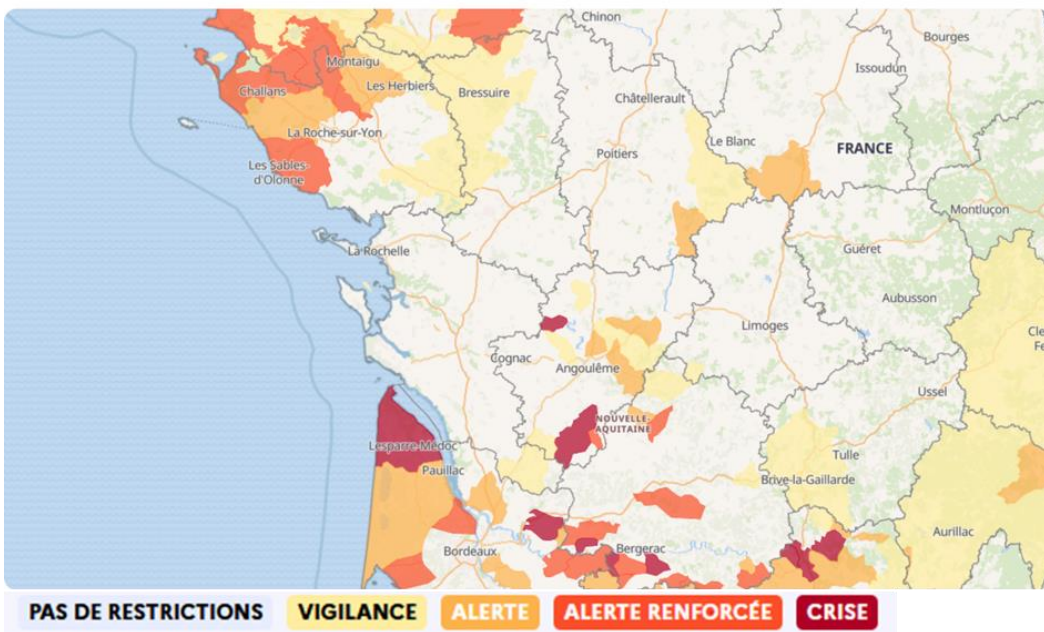 Chinon
Bourges
Montaigu
Issoudun
Challans
Les Herbiers
Bressuire
Châtellerault
La Roche-sur-Yon
Le Blanc
FRANCE
Poitiers
Les Sables-
d'Olonne
Montluçon
La Rochelle
Guéret
Aubusson
Limoges
Cle
Fe
Cognac
Angoulême
Ussel
NOUVELLE-
AQUITAINE
Lesparre-Médoc
Tulle
Pauillac
Brive-la-Gaillarde
Aurillac
Bordeaux
Bergerac
PAS DE RESTRICTIONS VIGILANCE ALERTE ALERTE RENFORCÉE CRISE